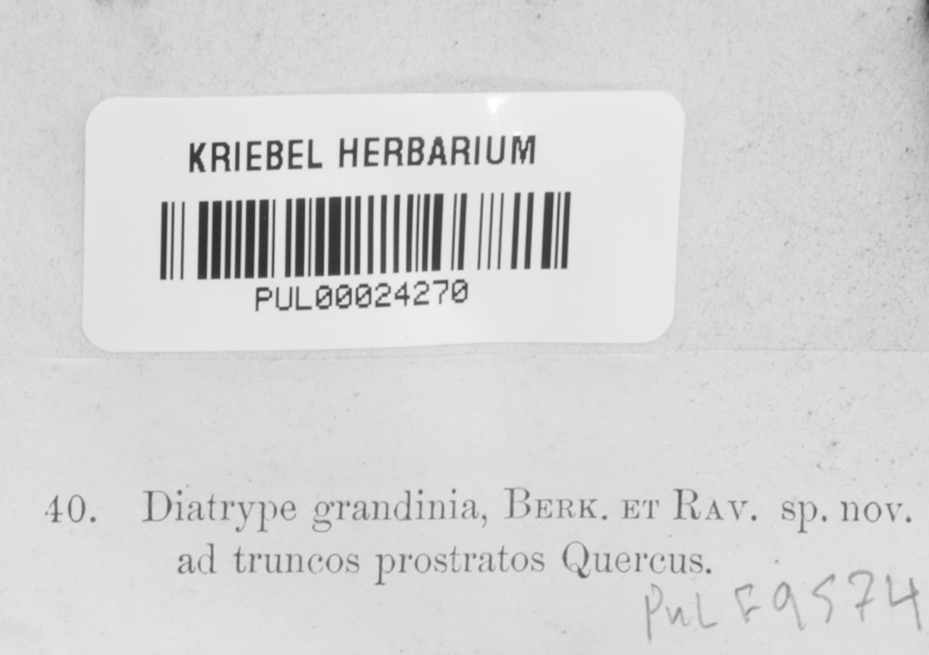 KRIEBEL HERBARIUM
PUL00024270
40. Diatrype grandinia, BERK. ET RAV. sp. nov.
ad truncos prostratos Quercus.
PUL F9574